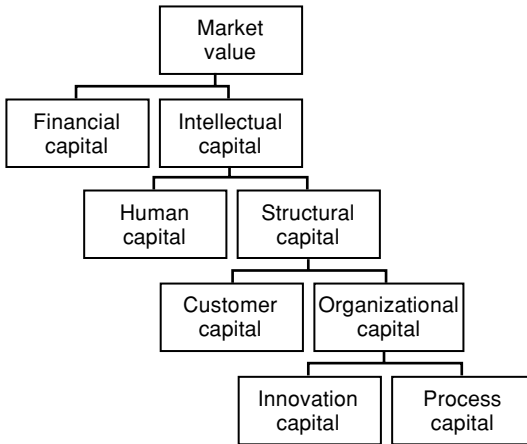 Market
value
Financial
capital
Intellectual
capital
Human
capital
Structural
capital
Customer
capital
Organizational
capital
Innovation
capital
Process
capital